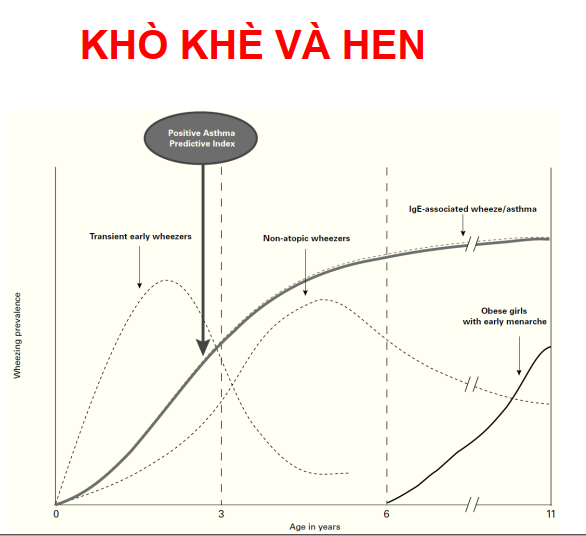 KHÒ KHÈ VÀ HEN
Positive Asthma
Predictive Index
IgE-associated wheeze/asthma
Transient early wheezers
Non-atopic wheezers
Obese girls
with early menarche
Wheezing prevalence
0
3
6
11
Age in years